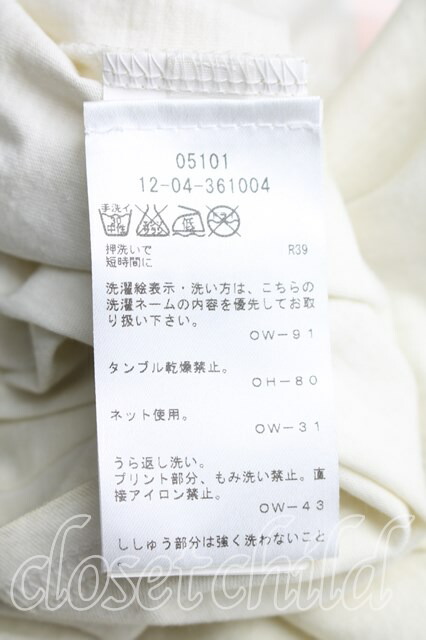 05101
12-04-361004
手洗イ
中性
低
押洗いで
短時間に
R39
洗濯絵表示・洗い方は、こちらの
洗濯ネームの内容を優先してお取
り扱い下さい。
OW-91
タンブル乾燥禁止。
OH-80
ネット使用。
OW-31
うら返し洗い。
プリント部分、もみ洗い禁止。直
接アイロン禁止。
OW-43
ししゅう部分は強く洗わないこと
closet child